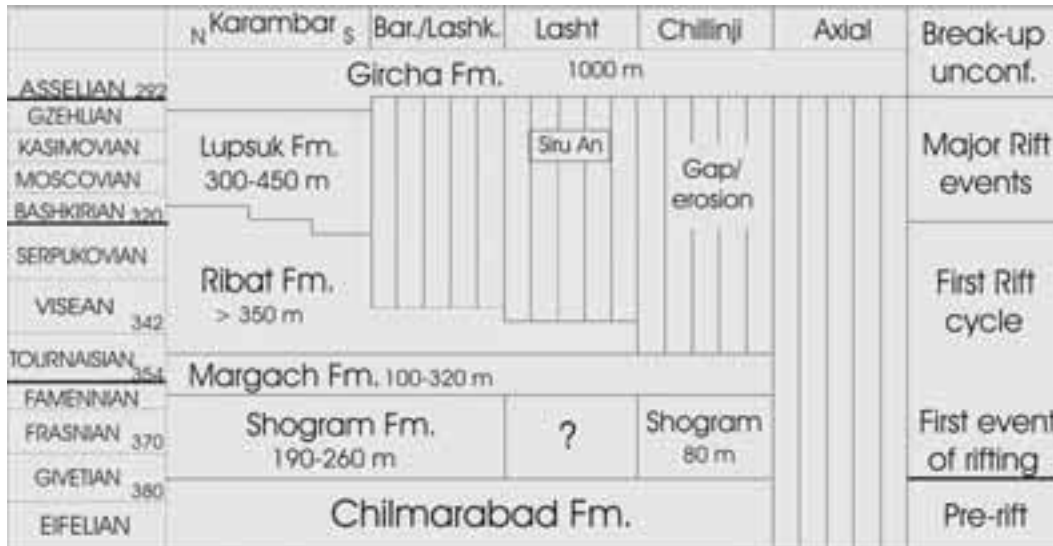 N Karambar S
Bar./Lashk.
Lasht
Chillinji
Axial
Break-up
unconf.
Gircha Fm. 1000 m
ASSELIAN 292
GZEHLIAN
KASIMOVIAN
MOSCOVIAN
BASHKIRIAN 320
SERPUKOVIAN
VISEAN
342
TOURNAISIAN
354
FAMENNIAN
FRASNIAN 370
GIVETIAN
380
EIFELIAN
Lupsuk Fm.
300-450 m
Siru An
Gap/
erosion
Major Rift
events
Ribat Fm.
> 350 m
First Rift
cycle
Margach Fm. 100-320 m
Shogram Fm.
190-260 m
?
Shogram
80 m
First event
of rifting
Chilmarabad Fm.
Pre-rift